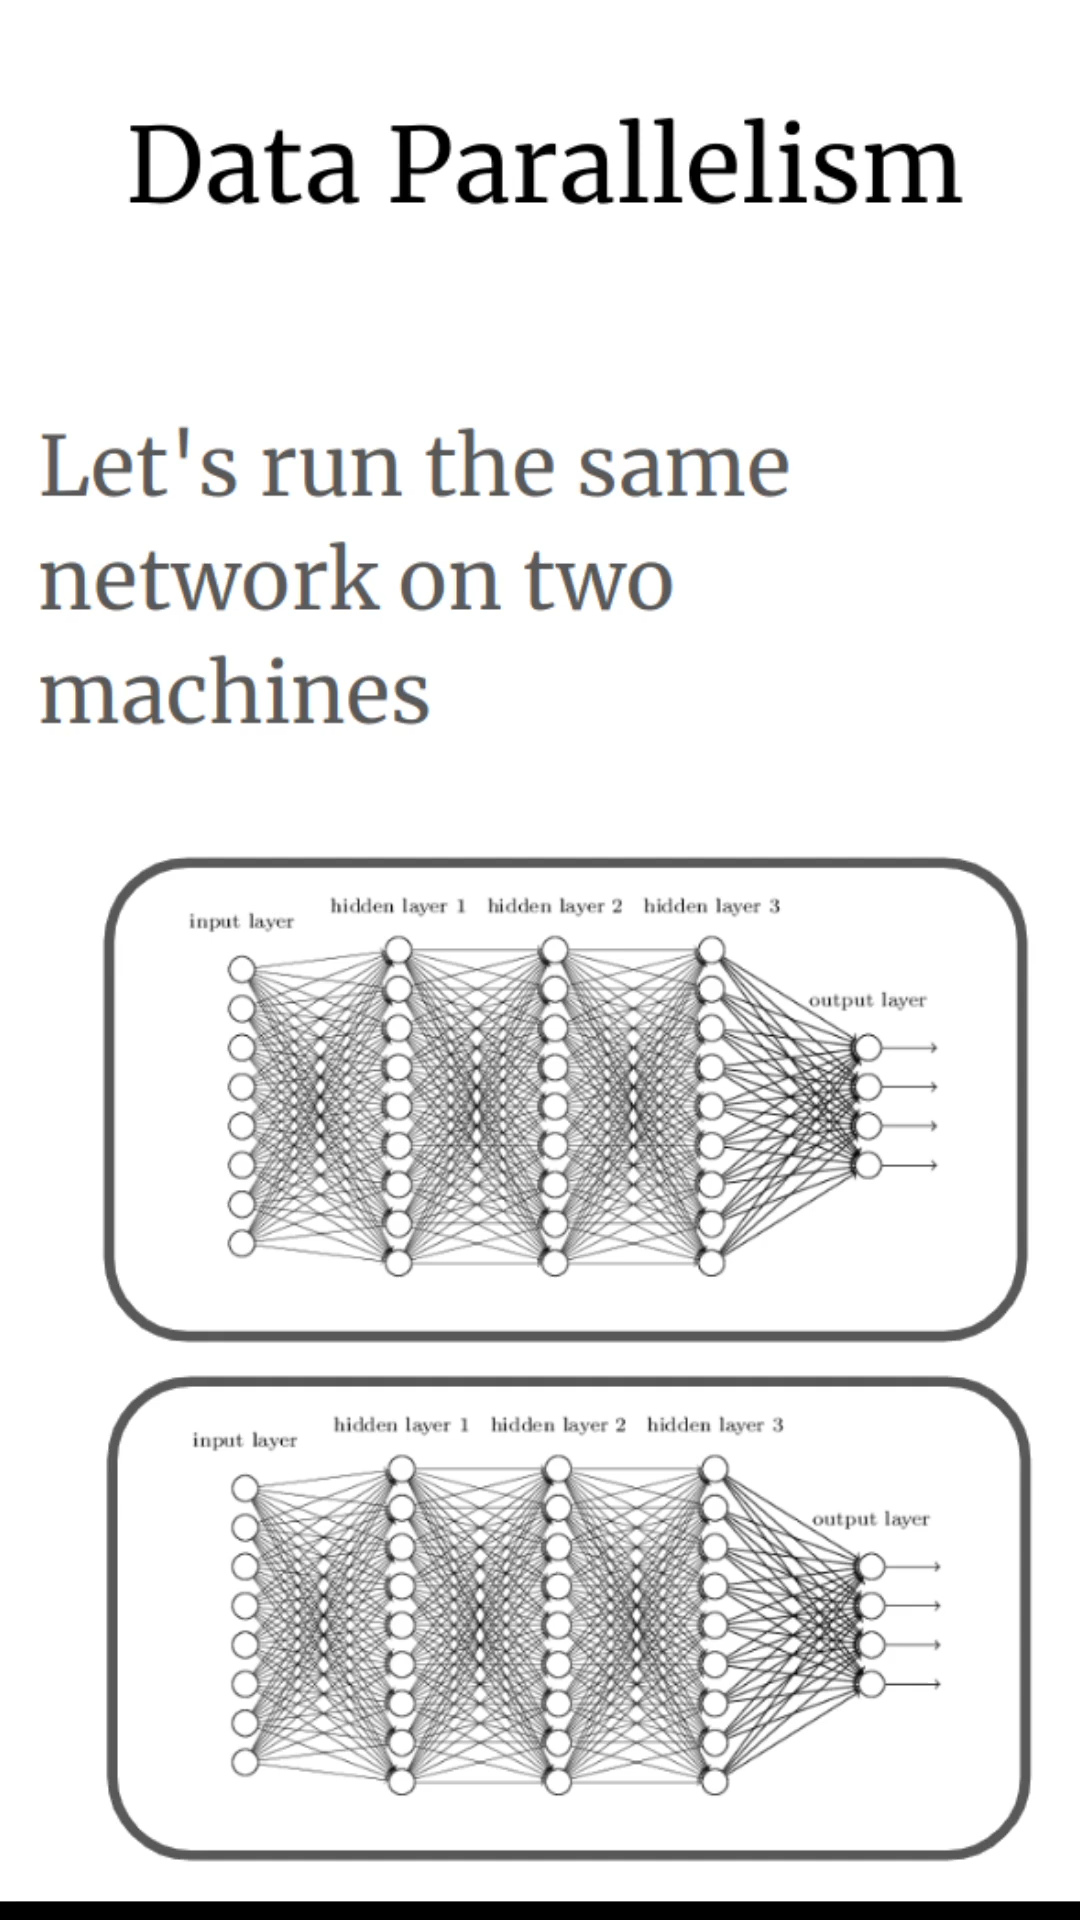 Data Parallelism
Let's run the same
network on two
machines
hidden layer 1 hidden layer 2 hidden layer 3
input layer
output layer
hidden layer 1 hidden layer 2 hidden layer 3
input layer
output layer